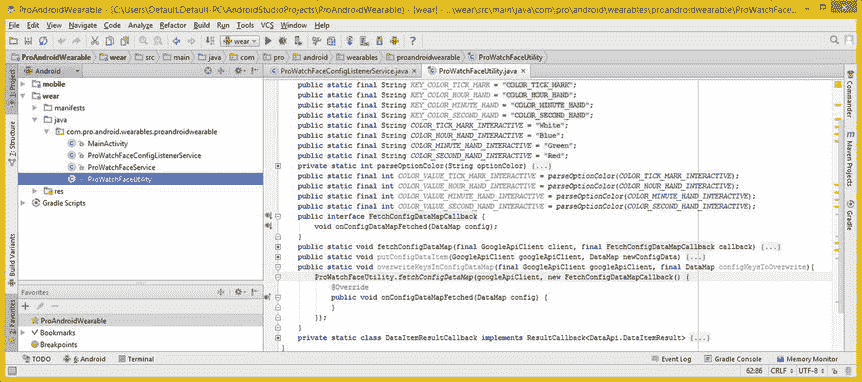 ProAndroidWearable - [C:\Users\Default.Default-PC\AndroidStudioProjects\ProAndroidWearable] - [wear] - ...\wear\src\main\java\com\pro\android\wearables\proandroidwearable\ProWatchFace...
File Edit View Navigate Code Analyze Refactor Build Run Tools VCS Window Help
wear
ProAndroidWearable wear src main java com pro android wearables proandroidwearable ProWatchFaceUtility
Android
ProWatchFaceConfigListenerService.java ProWatchFaceUtility.java
1: Project
Z: Structure
Build Variants
2: Favorites
mobile
wear
manifests
java
com.pro.android.wearables.proandroidwearable
MainActivity
ProWatchFaceConfigListenerService
ProWatchFaceService
ProWatchFaceUtility
res
Gradle Scripts
Favorites
ProAndroidWearable
Bookmarks
Breakpoints
public static final String KEY_COLOR_TICK_MARK = "COLOR_TICK_MARK";
public static final String KEY_COLOR_HOUR_HAND = "COLOR_HOUR_HAND";
public static final String KEY_COLOR_MINUTE_HAND = "COLOR_MINUTE_HAND";
public static final String KEY_COLOR_SECOND_HAND = "COLOR_SECOND_HAND";
public static final String COLOR_TICK_MARK_INTERACTIVE = "White";
public static final String COLOR_HOUR_HAND_INTERACTIVE = "Blue";
public static final String COLOR_MINUTE_HAND_INTERACTIVE = "Green";
public static final String COLOR_SECOND_HAND_INTERACTIVE = "Red";
private static int parseOptionColor(String optionColor) {...}
public static final int COLOR_VALUE_TICK_MARK_INTERACTIVE = parseOptionColor(COLOR_TICK_MARK_INTERACTIVE);
public static final int COLOR_VALUE_HOUR_HAND_INTERACTIVE = parseOptionColor(COLOR_HOUR_HAND_INTERACTIVE);
public static final int COLOR_VALUE_MINUTE_HAND_INTERACTIVE = parseOptionColor(COLOR_MINUTE_HAND_INTERACTIVE);
public static final int COLOR_VALUE_SECOND_HAND_INTERACTIVE = parseOptionColor(COLOR_SECOND_HAND_INTERACTIVE);
public interface FetchConfigDataMapCallback {
void onConfigDataMapFetched(DataMap config);
}
public static void fetchConfigDataMap(final GoogleApiClient client, final FetchConfigDataMapCallback callback) {...}
public static void putConfigDataItem(GoogleApiClient googleApiClient, DataMap newConfigData) {...}
public static void overwriteKeysInConfigDataMap(final GoogleApiClient googleApiClient, final DataMap configKeysToOverwrite){
ProWatchFaceUtility.fetchConfigDataMap(googleApiClient, new FetchConfigDataMapCallback() {
@Override
public void onConfigDataMapFetched(DataMap config) {
}
});
}
private static class DataItemResultCallback implements ResultCallback<DataApi.DataItemResult> {...}
}
Commander
Maven Projects
Gradle
TODO 6: Android Terminal Event Log Gradle Console Memory Monitor
62:86 CRLF UTF-8